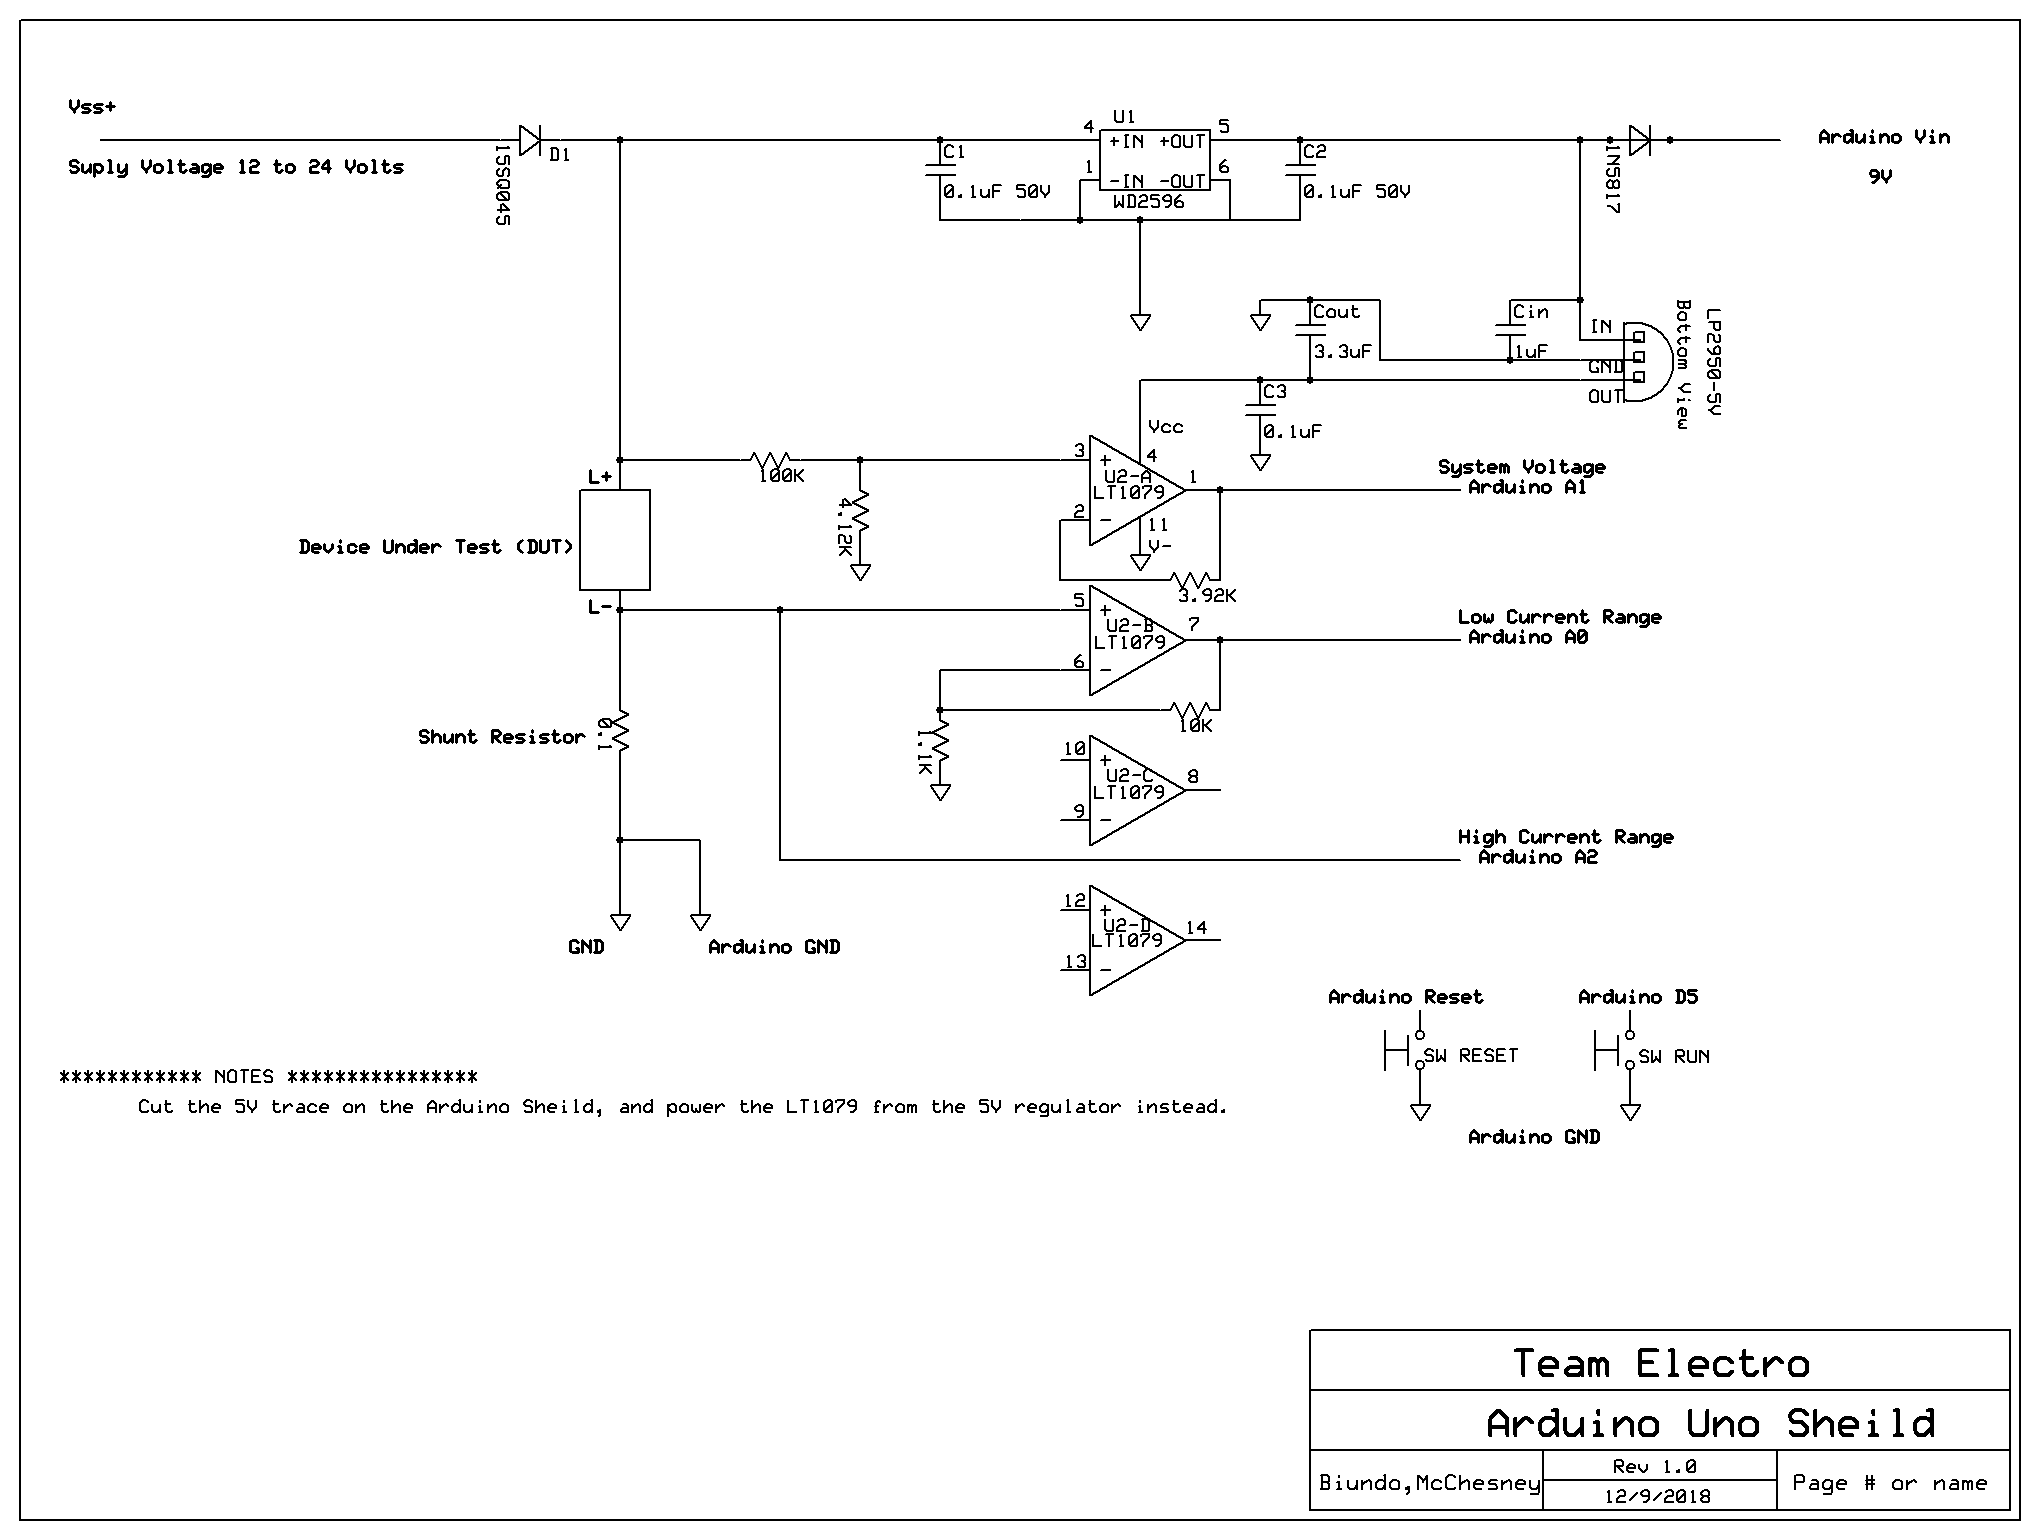 Vss+
Suply Voltage 12 to 24 Volts
15SQ045
D1
C1
0.1uF 50V
U1
4
5
+IN +OUT
1
6
-IN -OUT
WD2596
C2
0.1uF 50V
1N5817
Arduino Vin
9V
Cout
3.3uF
Cin
1uF
IN
GND
OUT
Bottom View
LP2950-5V
C3
0.1uF
Vcc
4
3
+
U2-A
LT1079
1
2
-
11
V-
100K
4.12K
3.92K
System Voltage
Arduino A1
L+
Device Under Test (DUT)
L-
5
+
U2-B
LT1079
7
6
-
10K
1.1K
Low Current Range
Arduino A0
Shunt Resistor
0.1
10
+
U2-C
LT1079
8
9
-
High Current Range
Arduino A2
12
+
U2-D
LT1079
14
13
-
GND
Arduino GND
Arduino Reset
SW RESET
Arduino D5
SW RUN
Arduino GND
************ NOTES ****************
Cut the 5V trace on the Arduino Sheild, and power the LT1079 from the 5V regulator instead.
Team Electro
Arduino Uno Sheild
Biundo,McChesney
Rev 1.0
12/9/2018
Page # or name